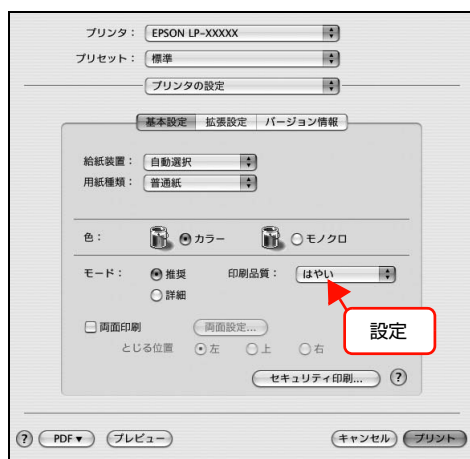 プリンタ： EPSON LP-XXXXX
プリセット： 標準
プリンタの設定
基本設定 拡張設定 バージョン情報
給紙装置： 自動選択
用紙種類： 普通紙
色： カラー モノクロ
モード： 推奨 印刷品質： はやい
詳細
設定
両面印刷 両面設定...
とじる位置 左 上 右
セキュリティ印刷... ?
? PDF▼ プレビュー キャンセル プリント